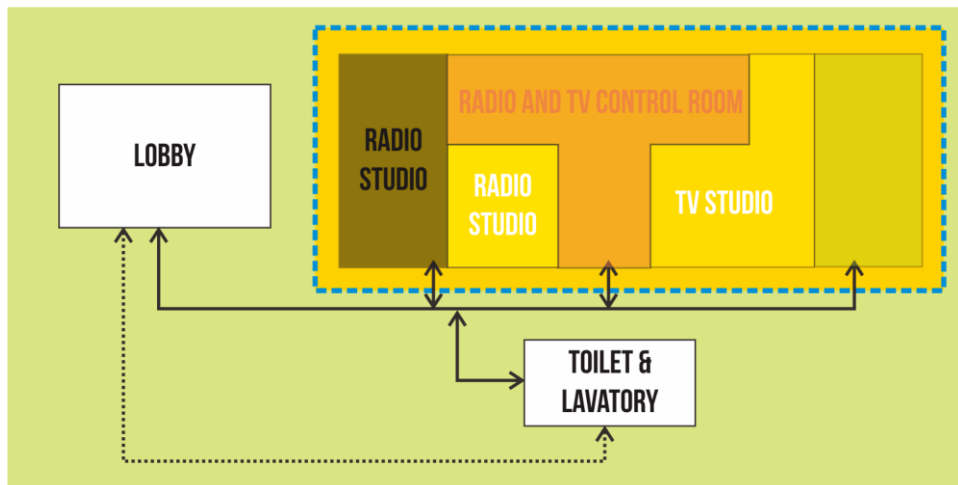 LOBBY
RADIO
STUDIO
RADIO AND TV CONTROL ROOM
RADIO
STUDIO
TV STUDIO
TOILET &
LAVATORY